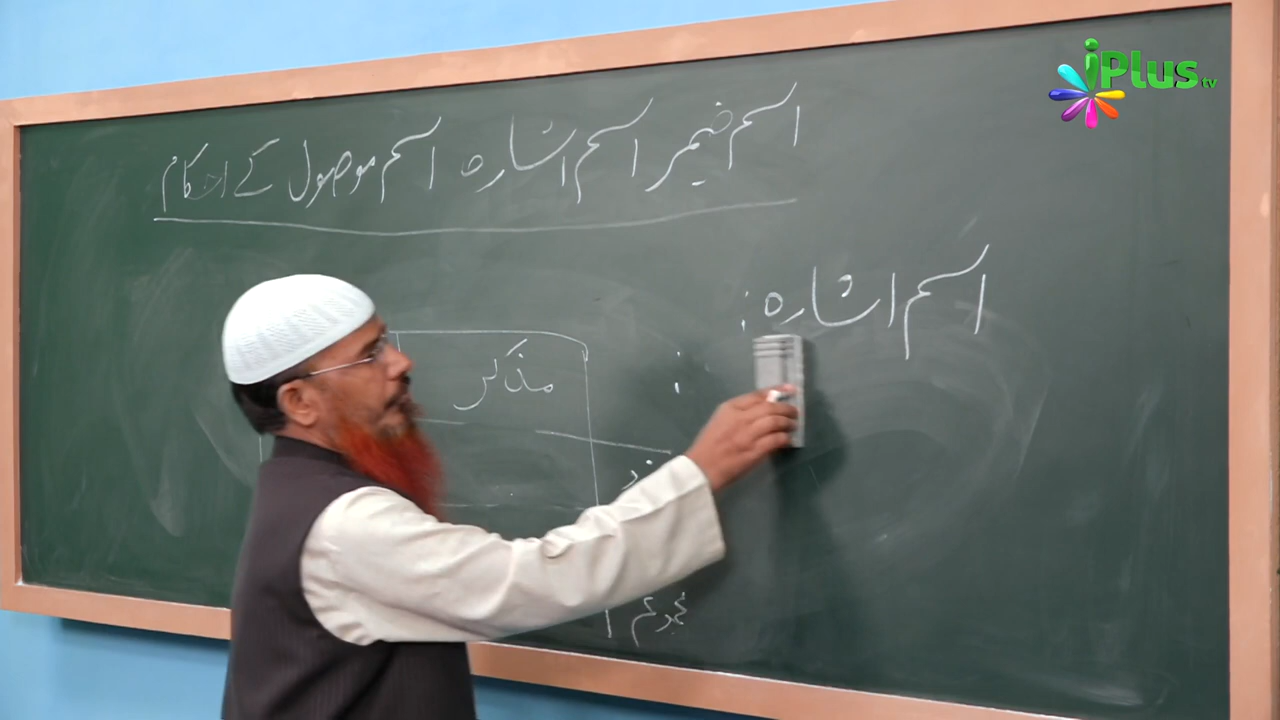 اسم ضمیر اسم اشارہ اسم موصول کے احکام
اسم اشارہ :
مذکر
iPlus tv